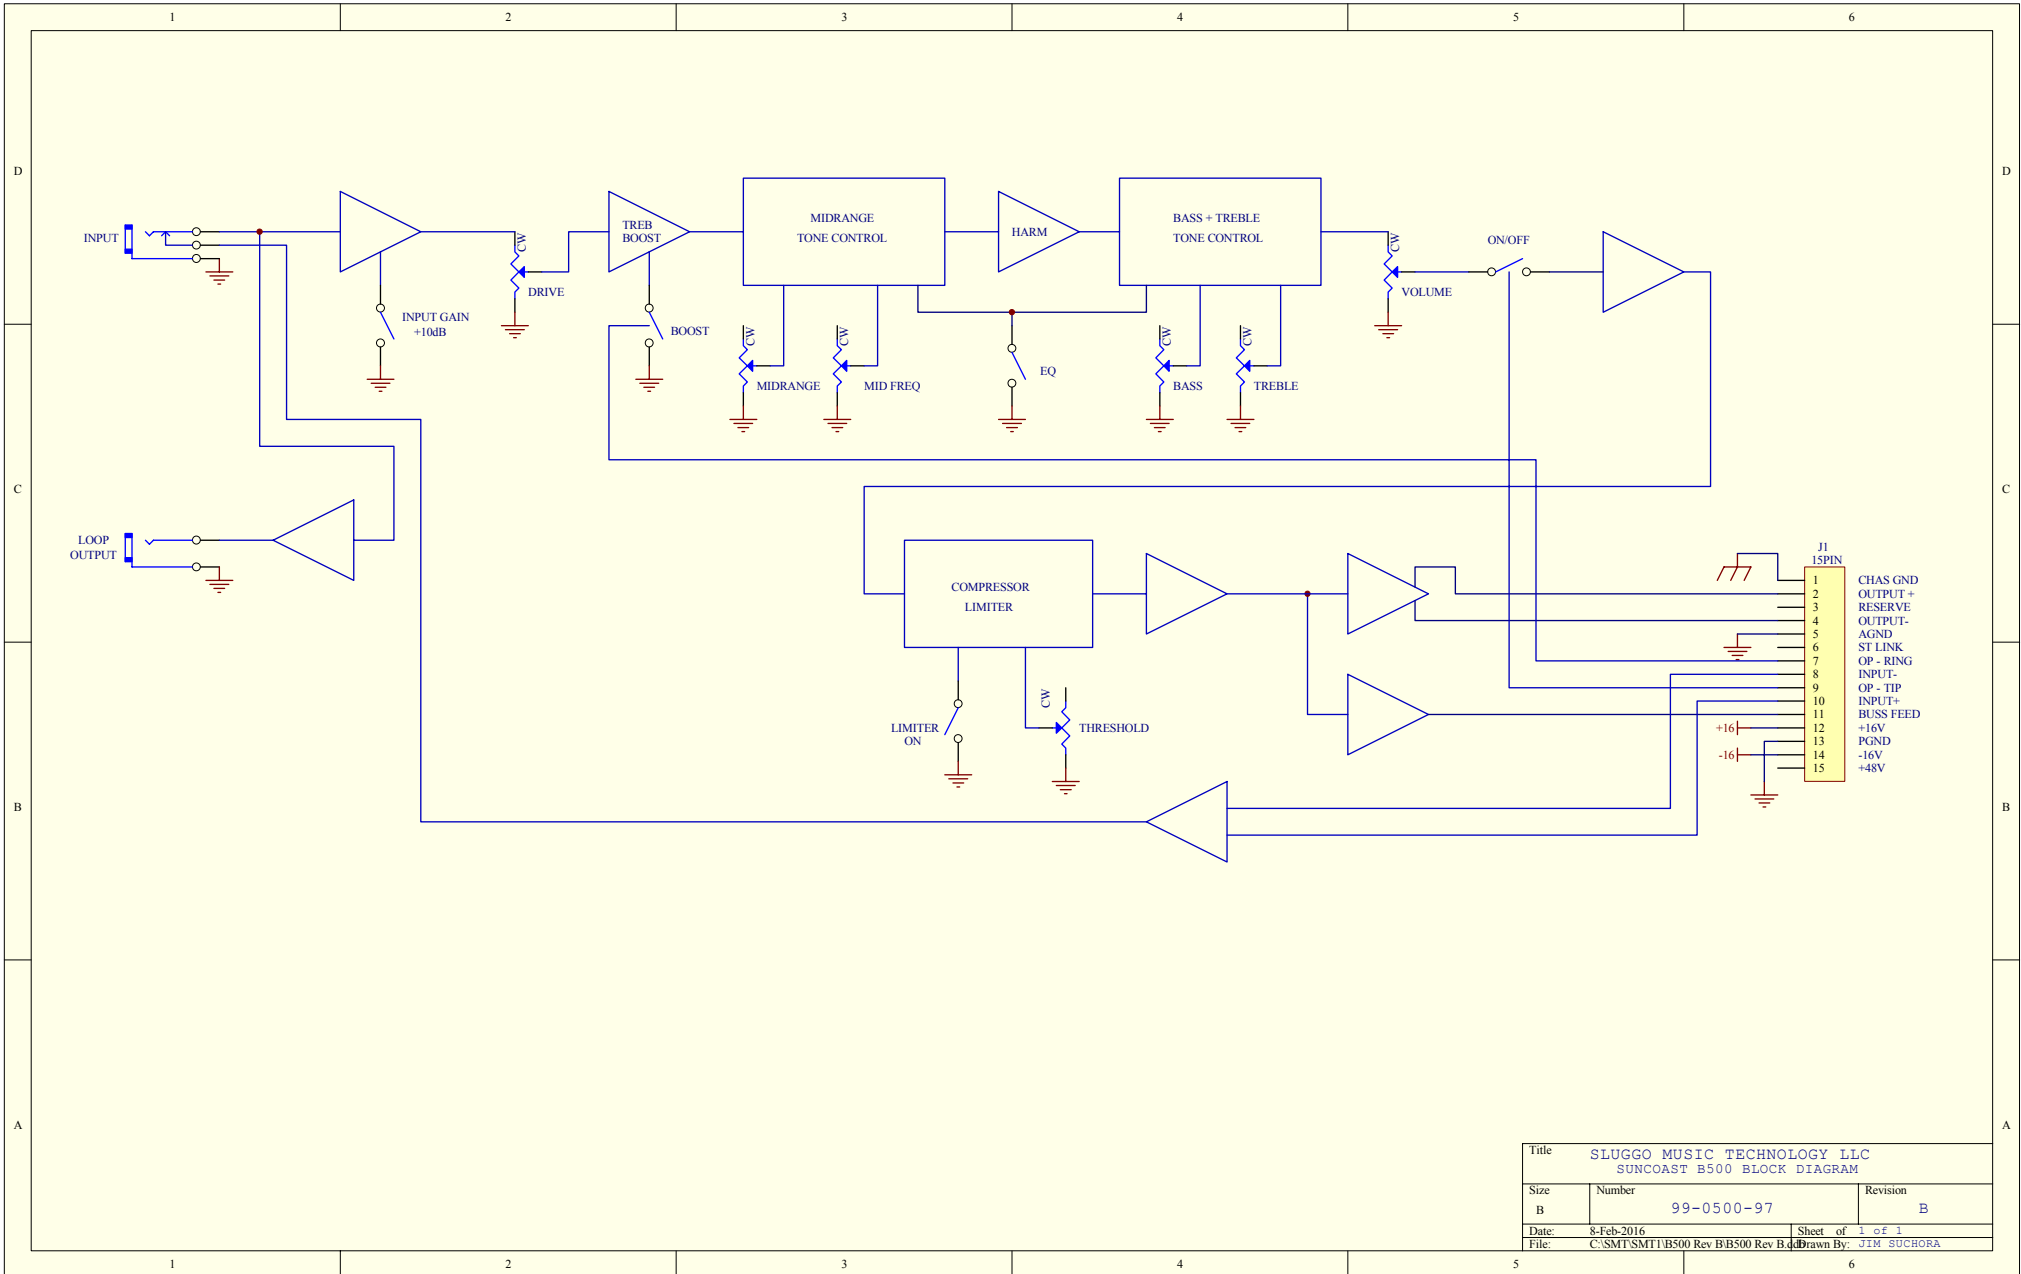 1 2 3 4 5 6
D D
INPUT
CW
DRIVE
INPUT GAIN
+10dB
TREB
BOOST
BOOST
MIDRANGE
TONE CONTROL
CW
MIDRANGE
CW
MID FREQ
HARM
EQ
BASS + TREBLE
TONE CONTROL
CW
BASS
CW
TREBLE
CW
VOLUME
ON/OFF
C C
LOOP
OUTPUT
COMPRESSOR
LIMITER
LIMITER
ON
CW
THRESHOLD
J1
15PIN
1 CHAS GND
2 OUTPUT +
3 RESERVE
4 OUTPUT-
5 AGND
6 ST LINK
7 OP - RING
8 INPUT-
9 OP - TIP
10 INPUT+
11 BUSS FEED
+16 12 +16V
13 PGND
-16 14 -16V
15 +48V
B B
A A
Title SLUGGO MUSIC TECHNOLOGY LLC
SUNCOAST B500 BLOCK DIAGRAM
Size Number Revision
B 99-0500-97 B
Date: 8-Feb-2016 Sheet of 1 of 1
File: C:\SMT\SMT1\B500 Rev B\B500 Rev B.ddb Drawn By: JIM SUCHORA
1 2 3 4 5 6